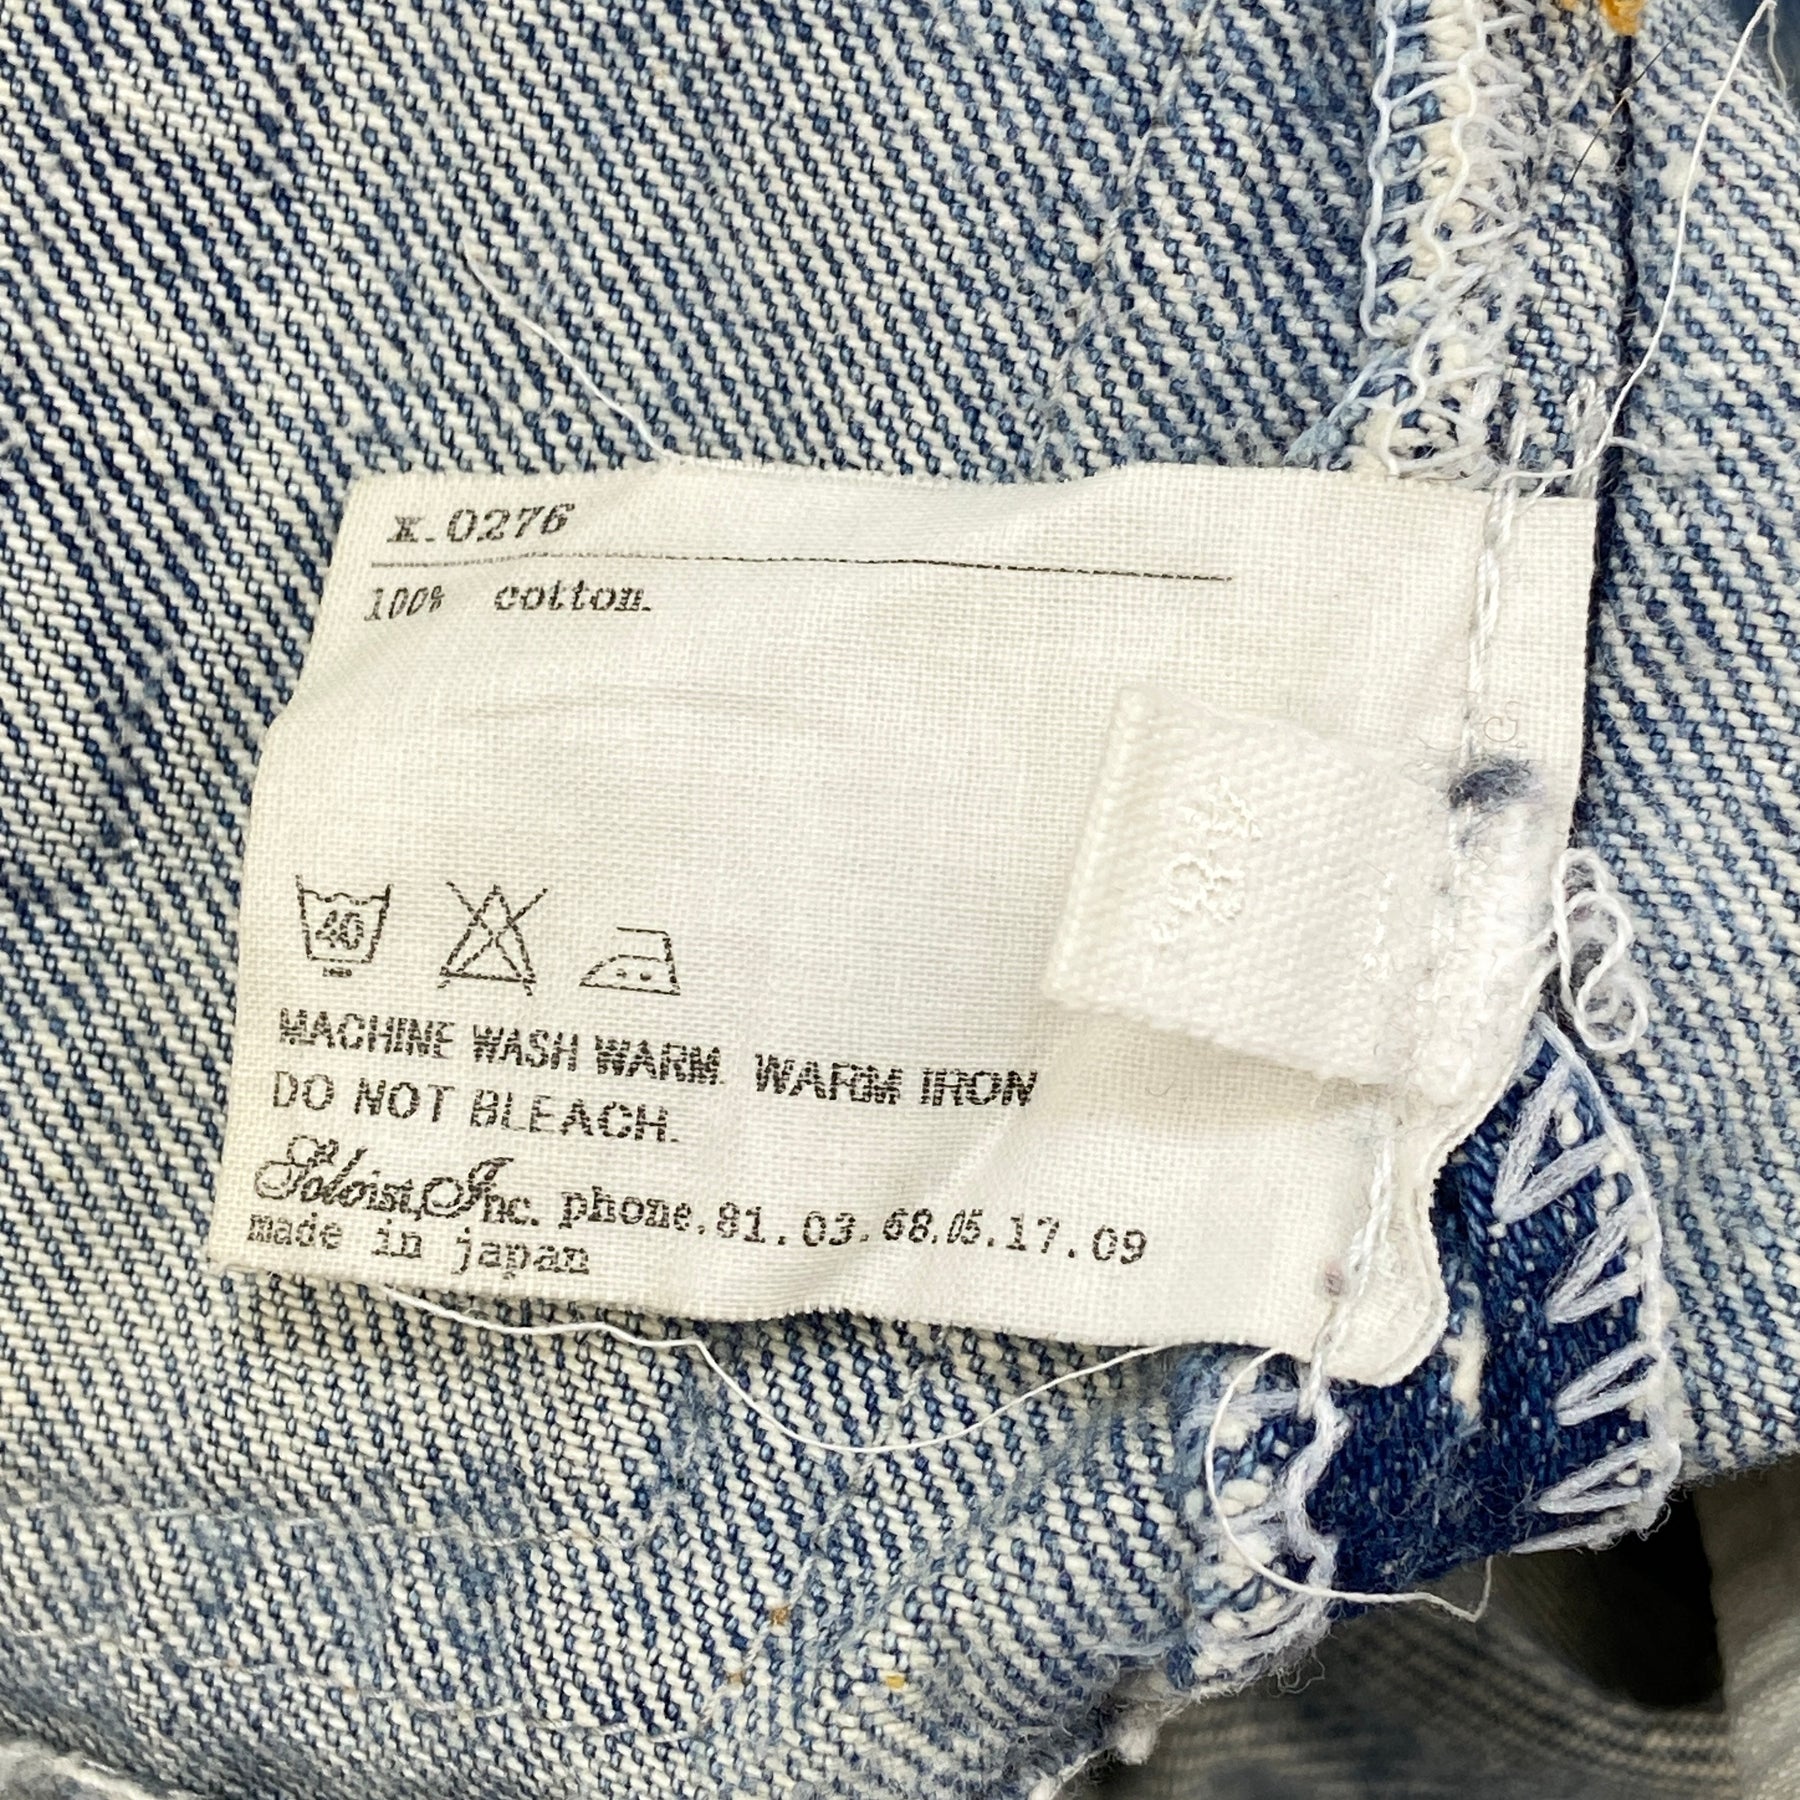 x.0276
100% cotton.
40
MACHINE WASH WARM. WARM IRON
DO NOT BLEACH.
Soloist, Inc. phone.81.03.68.05.17.09
made in japan